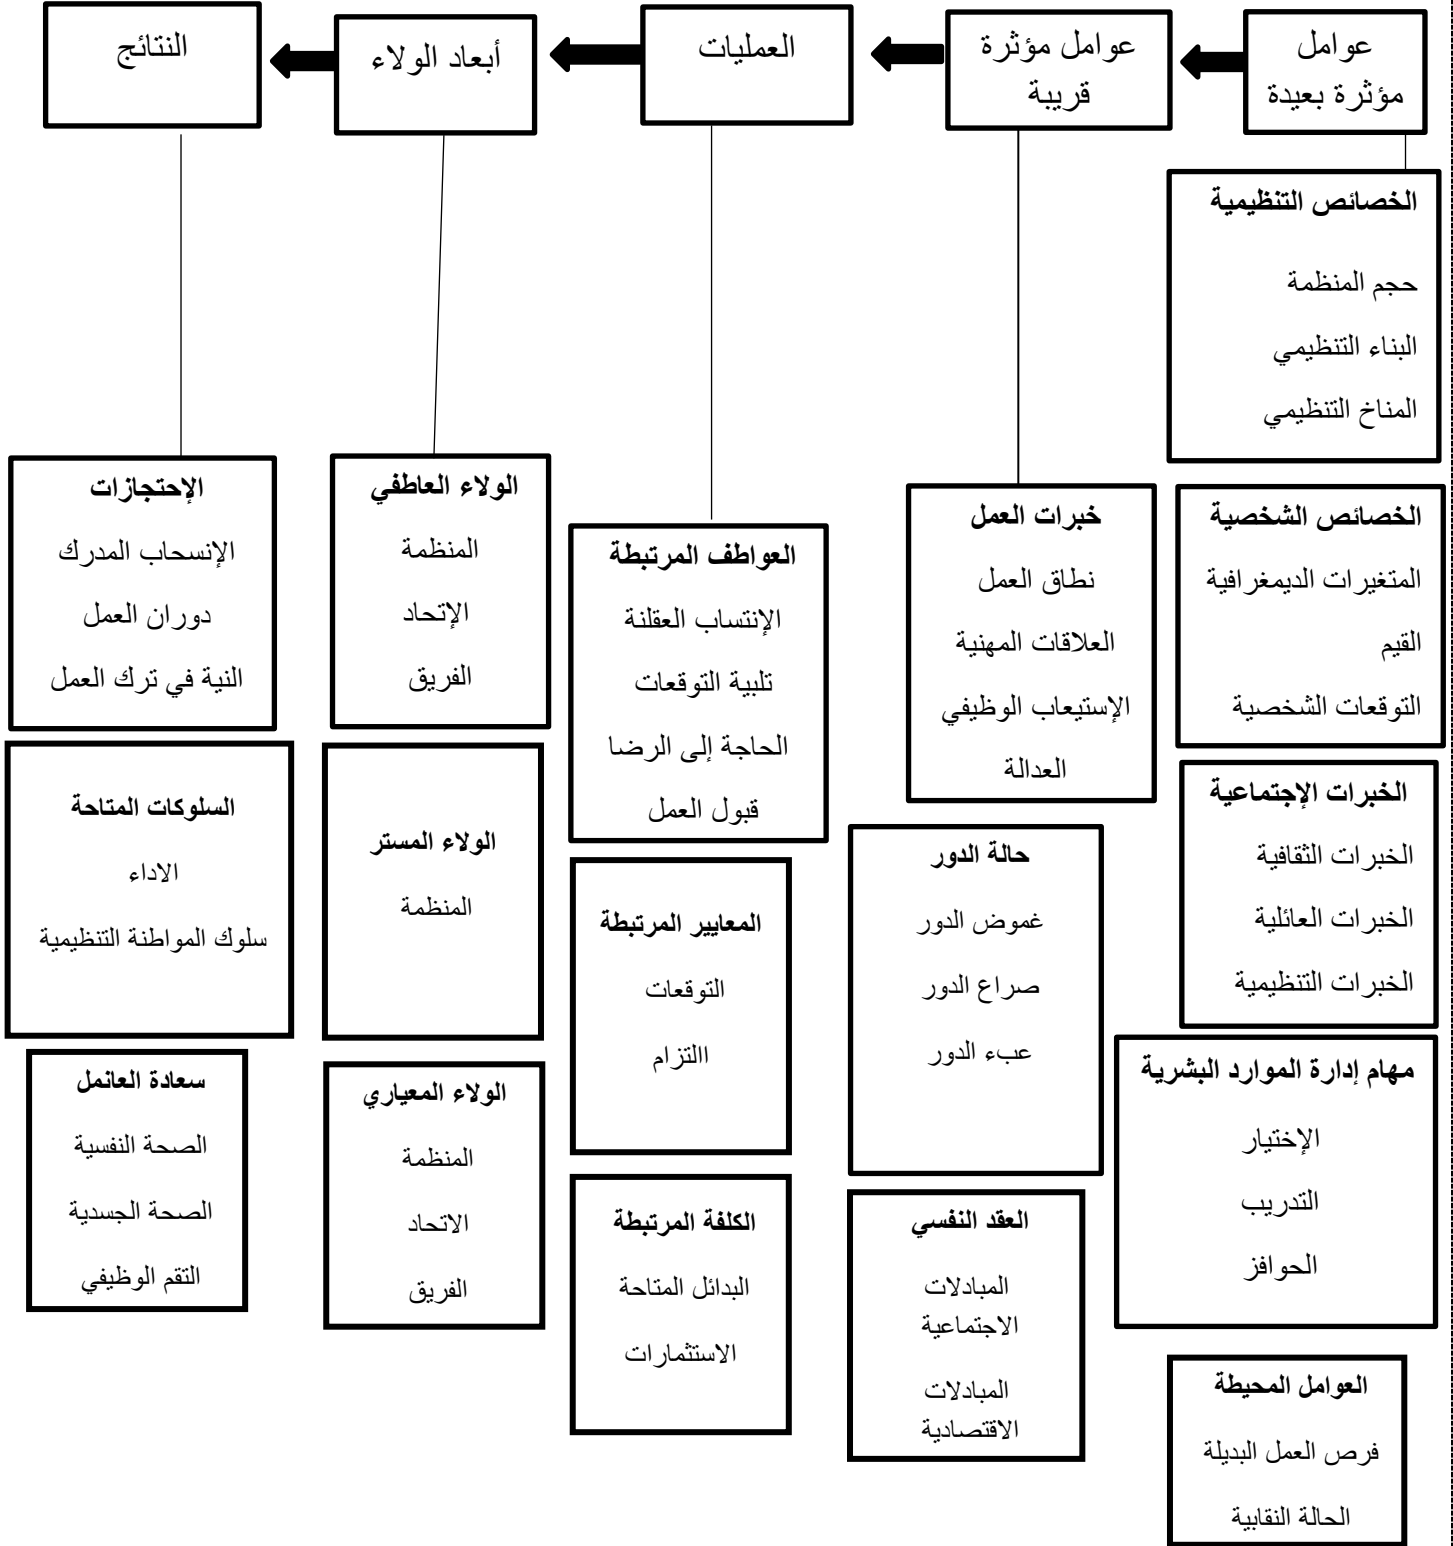 عوامل
مؤثرة بعيدة
عوامل مؤثرة
قريبة
العمليات
أبعاد الولاء
النتائج
الخصائص التنظيمية
حجم المنظمة
البناء التنظيمي
المناخ التنظيمي
الخصائص الشخصية
المتغيرات الديمغرافية
القيم
التوقعات الشخصية
الخبرات الإجتماعية
الخبرات الثقافية
الخبرات العائلية
الخبرات التنظيمية
مهام إدارة الموارد البشرية
الإختيار
التدريب
الحوافز
العوامل المحيطة
فرص العمل البديلة
الحالة النقابية
خبرات العمل
نطاق العمل
العلاقات المهنية
الإستيعاب الوظيفي
العدالة
حالة الدور
غموض الدور
صراع الدور
عبء الدور
العقد النفسي
المبادلات
الاجتماعية
المبادلات
الاقتصادية
العواطف المرتبطة
الإنتساب العقلنة
تلبية التوقعات
الحاجة إلى الرضا
قبول العمل
المعايير المرتبطة
التوقعات
االتزام
الكلفة المرتبطة
البدائل المتاحة
الاستثمارات
الولاء العاطفي
المنظمة
الإتحاد
الفريق
الولاء المستر
المنظمة
الولاء المعياري
المنظمة
الاتحاد
الفريق
الإحتجازات
الإنسحاب المدرك
دوران العمل
النية في ترك العمل
السلوكات المتاحة
الاداء
سلوك المواطنة التنظيمية
سعادة العانمل
الصحة النفسية
الصحة الجسدية
التقم الوظيفي